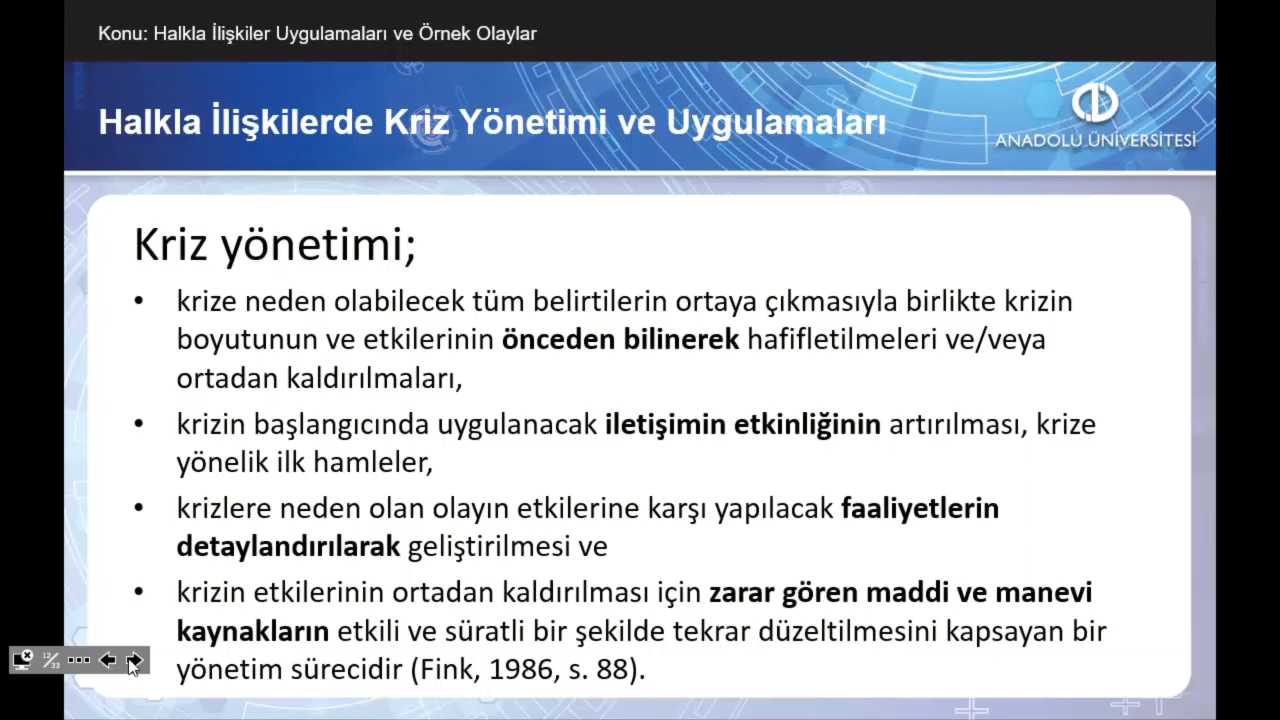 Konu: Halkla İlişkiler Uygulamaları ve Örnek Olaylar
Halkla İlişkilerde Kriz Yönetimi ve Uygulamaları
ANADOLU ÜNİVERSİTESİ
Kriz yönetimi;
• krize neden olabilecek tüm belirtilerin ortaya çıkmasıyla birlikte krizin
boyutunun ve etkilerinin önceden bilinerek hafifletilmeleri ve/veya
ortadan kaldırılmaları,
• krizin başlangıcında uygulanacak iletişimin etkinliğinin artırılması, krize
yönelik ilk hamleler,
• krizlere neden olan olayın etkilerine karşı yapılacak faaliyetlerin
detaylandırılarak geliştirilmesi ve
• krizin etkilerinin ortadan kaldırılması için zarar gören maddi ve manevi
kaynakların etkili ve süratli bir şekilde tekrar düzeltilmesini kapsayan bir
yönetim sürecidir (Fink, 1986, s. 88).
12/33